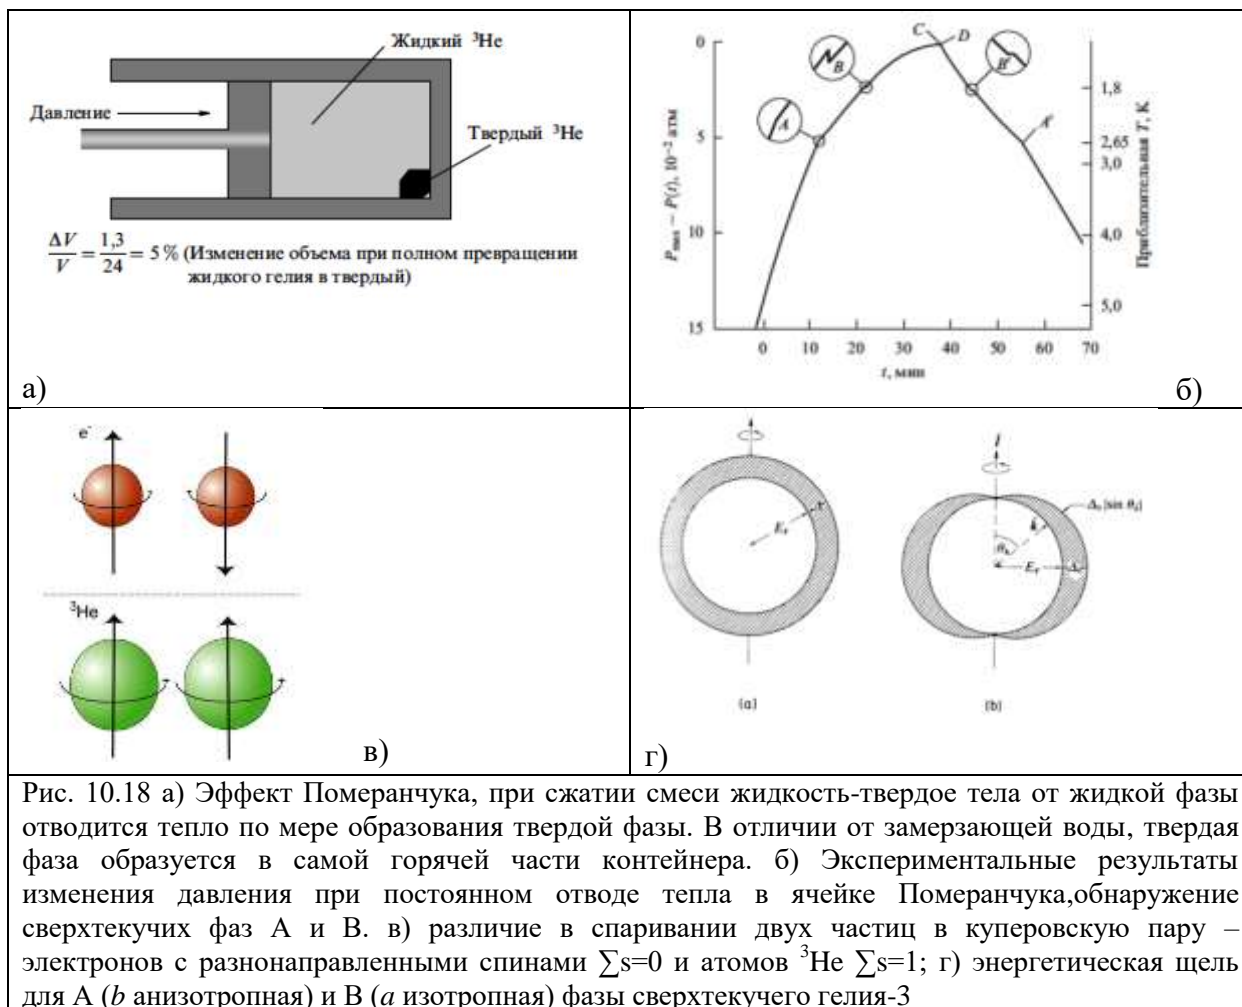 Жидкий ³He
Давление
Твердый ³He
ΔV/V = 1,3/24 = 5 % (Изменение объема при полном превращении
жидкого гелия в твердый)
а)
C
D
B
B'
A
A'
0
5
10
15
P_max − P(t), 10⁻² атм
1,8
2,65
3,0
4,0
5,0
Приблизительная T, К
0 10 20 30 40 50 60 70
t, мин
б)
e⁻
³He
в)
E_F
(a)
l
Δ₀|sin θ_k|
k
θ_k
E_F
(b)
г)
Рис. 10.18 а) Эффект Померанчука, при сжатии смеси жидкость-твердое тела от жидкой фазы
отводится тепло по мере образования твердой фазы. В отличии от замерзающей воды, твердая
фаза образуется в самой горячей части контейнера. б) Экспериментальные результаты
изменения давления при постоянном отводе тепла в ячейке Померанчука,обнаружение
сверхтекучих фаз А и В. в) различие в спаривании двух частиц в куперовскую пару –
электронов с разнонаправленными спинами ∑s=0 и атомов ³He ∑s=1; г) энергетическая щель
для А (b анизотропная) и В (a изотропная) фазы сверхтекучего гелия-3